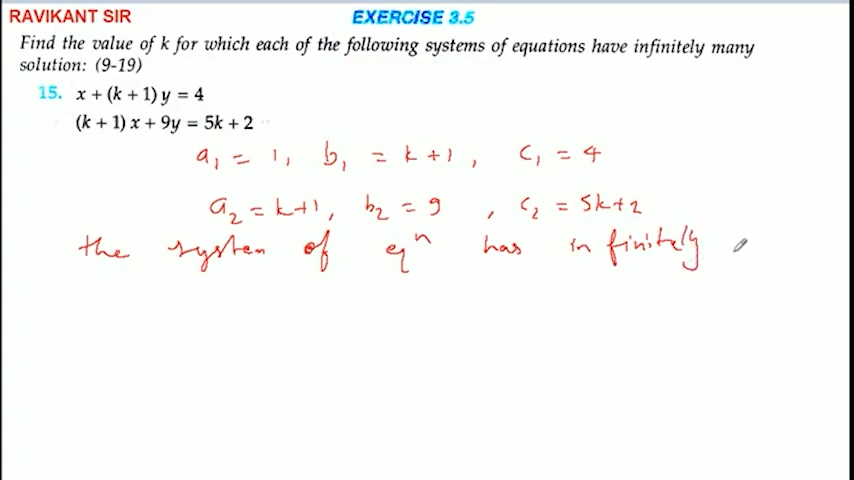 RAVIKANT SIR EXERCISE 3.5
Find the value of k for which each of the following systems of equations have infinitely many
solution: (9-19)
15. x + (k + 1) y = 4
(k + 1) x + 9y = 5k + 2
a₁ = 1, b₁ = k+1, c₁ = 4
a₂ = k+1, b₂ = 9, c₂ = 5k+2
the system of eqⁿ has infinitely